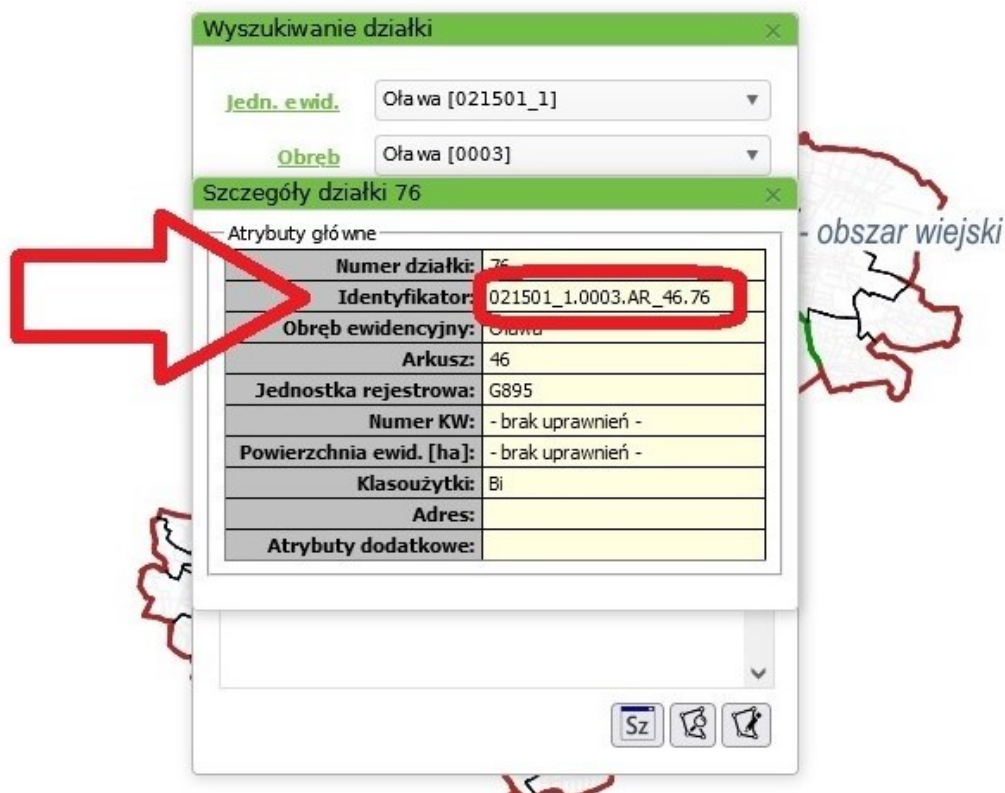 Wyszukiwanie działki
Jedn. ewid. Oława [021501_1]
Obręb Oława [0003]
Szczegóły działki 76
Atrybuty główne
Numer działki: 76
Identyfikator: 021501_1.0003.AR_46.76
Obręb ewidencyjny: Oława
Arkusz: 46
Jednostka rejestrowa: G895
Numer KW: - brak uprawnień -
Powierzchnia ewid. [ha]: - brak uprawnień -
Klasoużytki: Bi
Adres:
Atrybuty dodatkowe:
- obszar wiejski
Sz